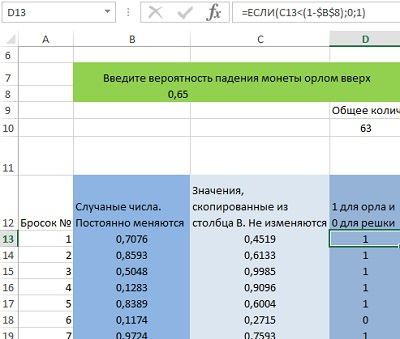 D13 fx =ЕСЛИ(C13<(1-$B$8);0;1)
A B C D
6
7 Введите вероятность падения монеты орлом вверх
8 0,65
9 Общее колич
10 63
11
Значения,
Случаные числа. скопированные из 1 для орла и
12 Бросок № Постоянно меняются столбца В. Не изменяются 0 для решки
13 1 0,7076 0,4519 1
14 2 0,8593 0,6133 1
15 3 0,5048 0,9985 1
16 4 0,1283 0,9096 1
17 5 0,8389 0,6004 1
18 6 0,1174 0,2715 0
19 7 0,9724 0,7593 1